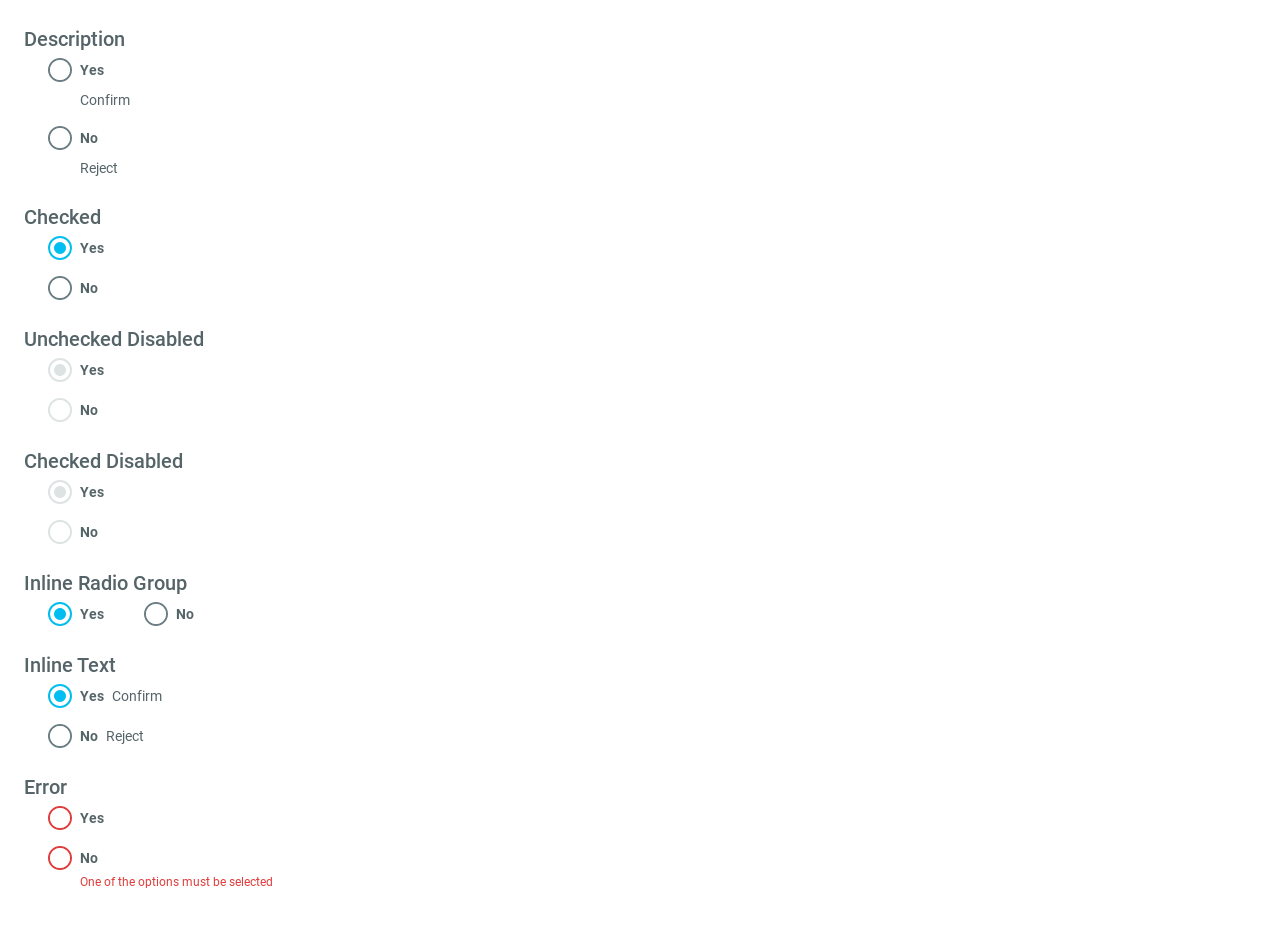 Description
Yes
Confirm
No
Reject
Checked
Yes
No
Unchecked Disabled
Yes
No
Checked Disabled
Yes
No
Inline Radio Group
Yes No
Inline Text
Yes Confirm
No Reject
Error
Yes
No
One of the options must be selected